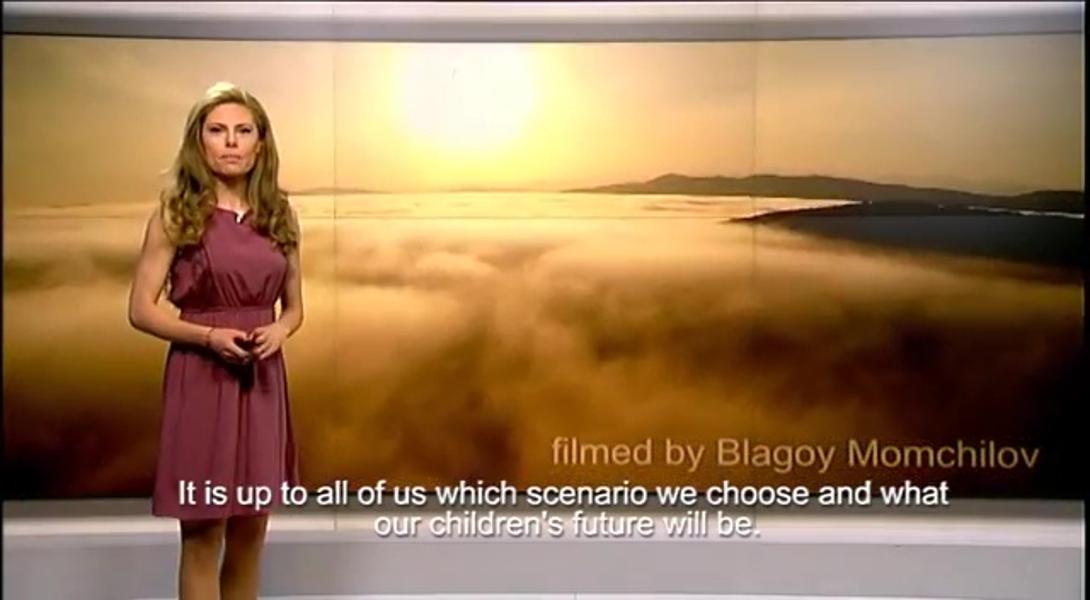 filmed by Blagoy Momchilov
It is up to all of us which scenario we choose and what
our children's future will be.